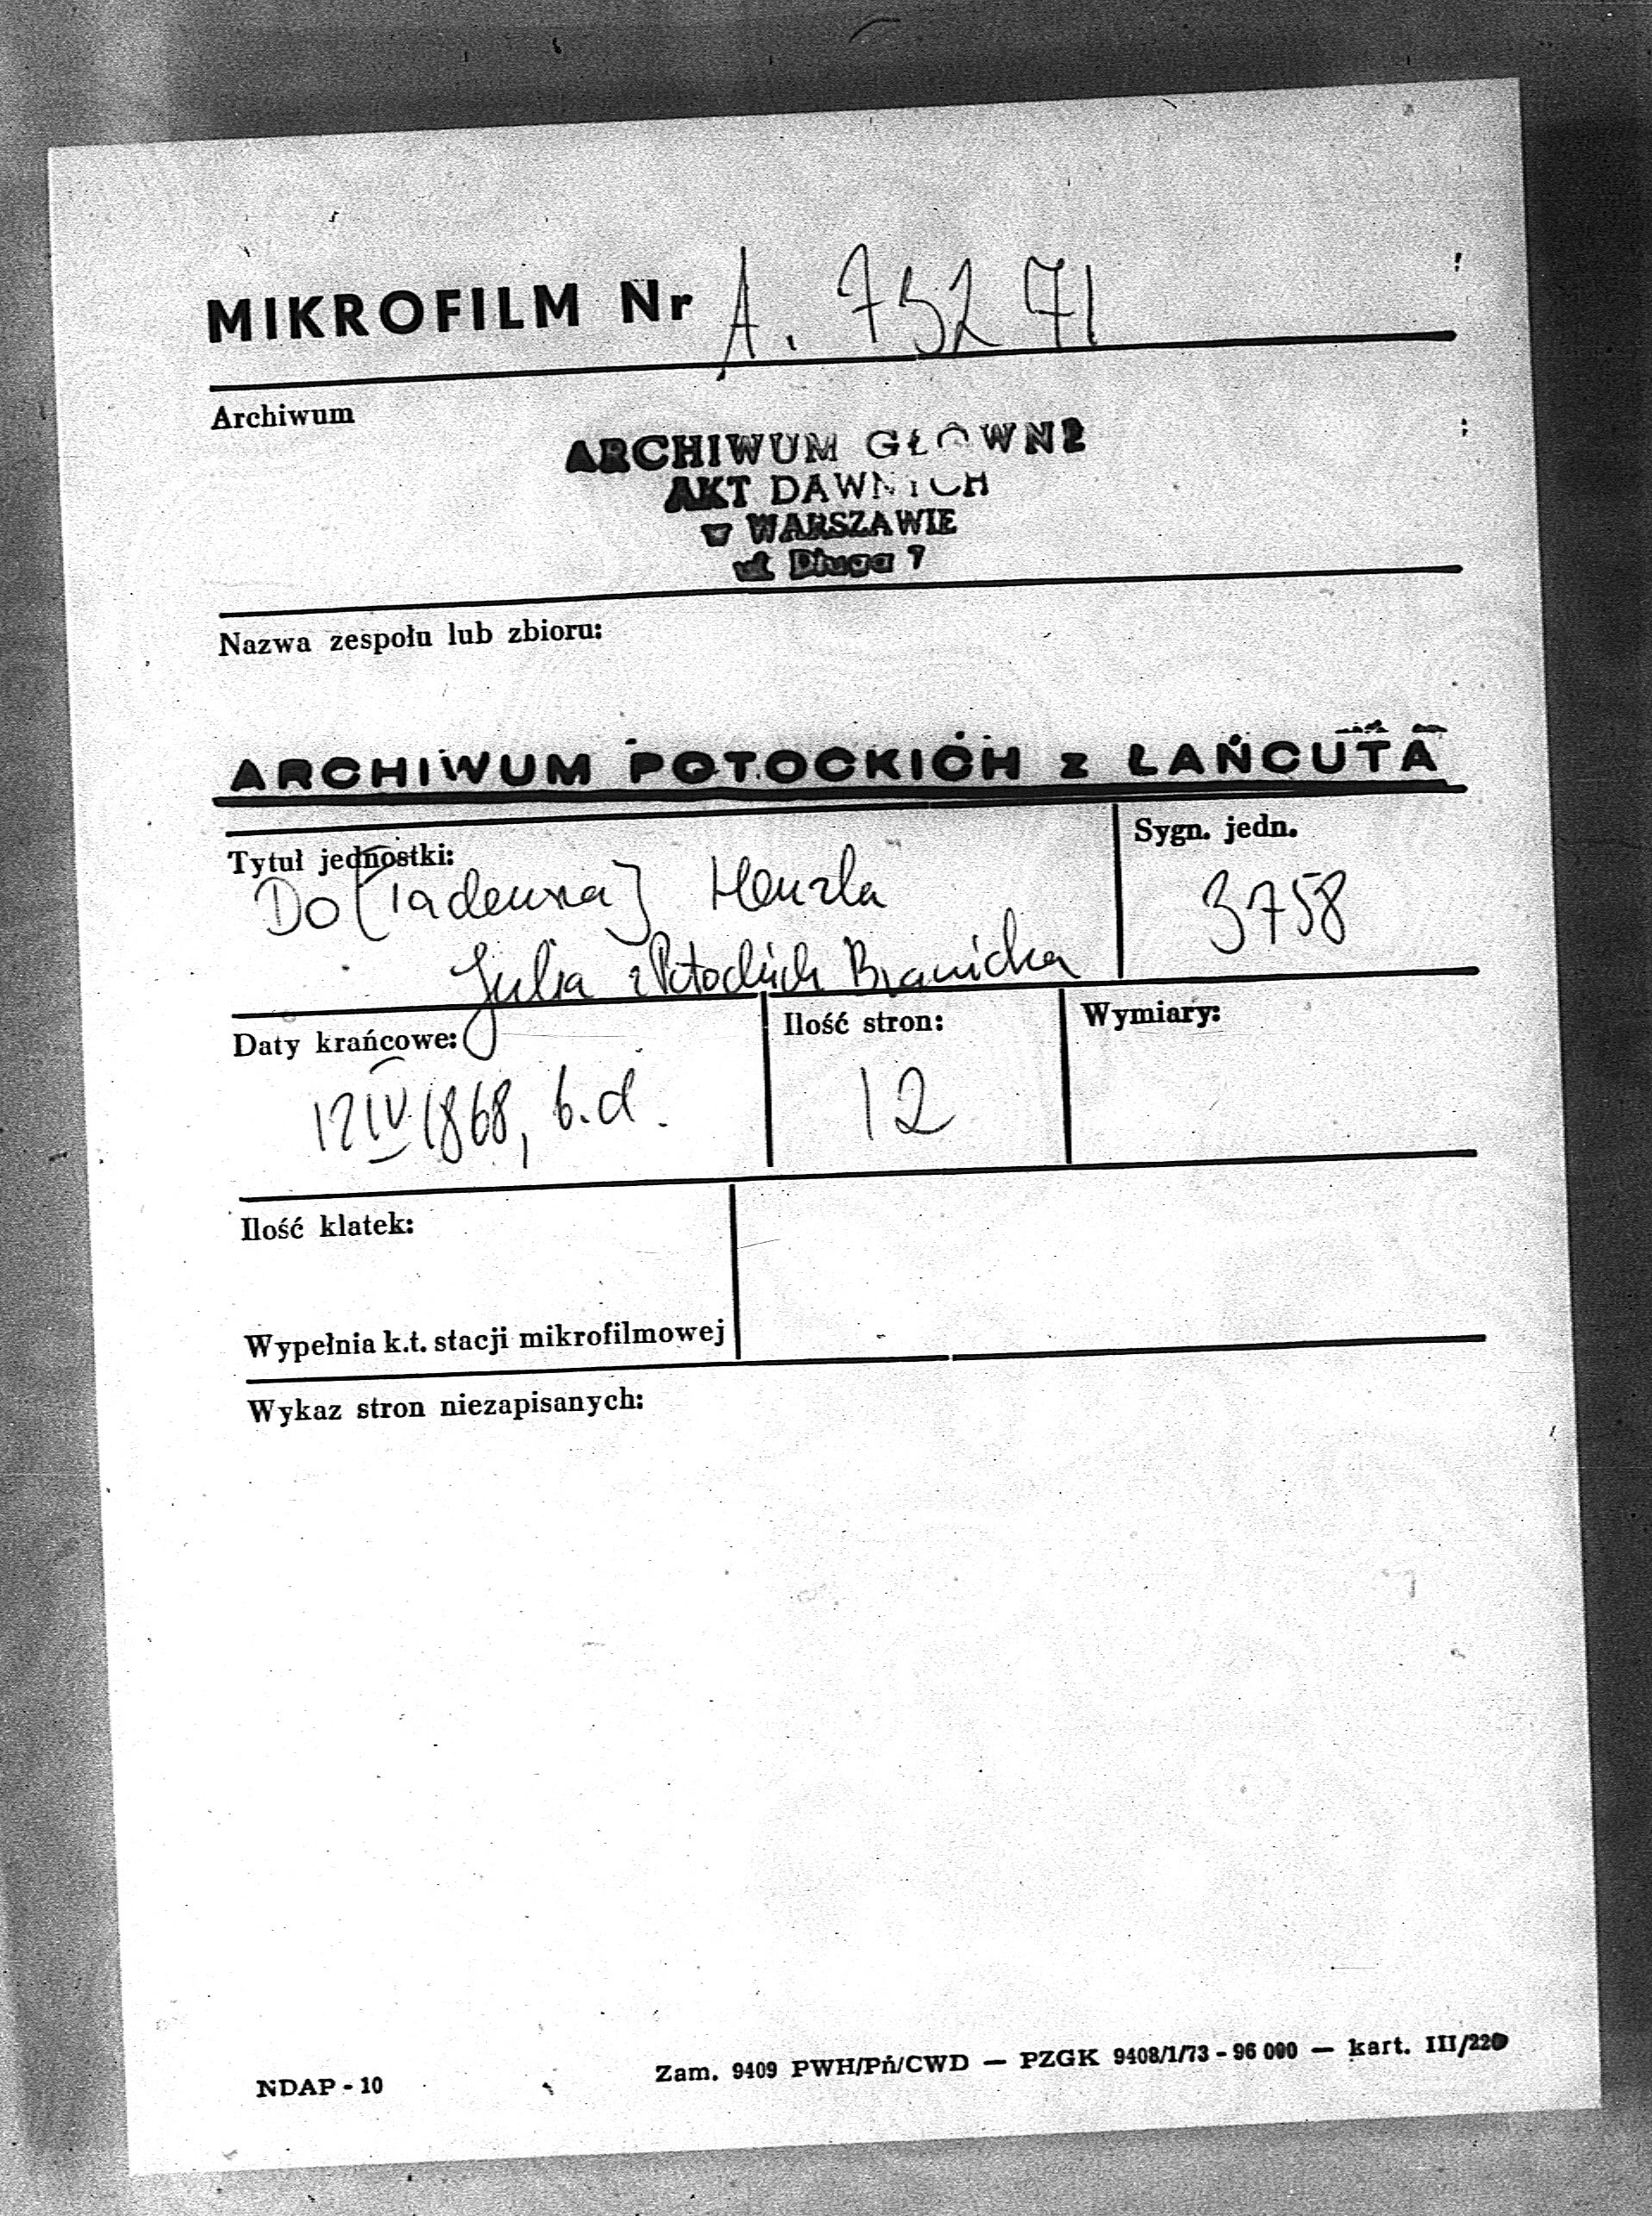 MIKROFILM Nr A. 75271
Archiwum
ARCHIWUM GŁÓWNE
AKT DAWNYCH
w WARSZAWIE
ul. Długa 7
Nazwa zespołu lub zbioru:
ARCHIWUM POTOCKICH z ŁAŃCUTA
Tytuł jednostki:
Sygn. jedn.
Do [Tadeusza] Henzla
3758
Julia z Potockich Branicka
Daty krańcowe:
Ilość stron:
Wymiary:
12 IV 1868, b.d.
12
Ilość klatek:
Wypełnia k.t. stacji mikrofilmowej
Wykaz stron niezapisanych:
NDAP - 10
Zam. 9409 PWH/Pń/CWD — PZGK 9408/1/73 - 96 000 — kart. III/220